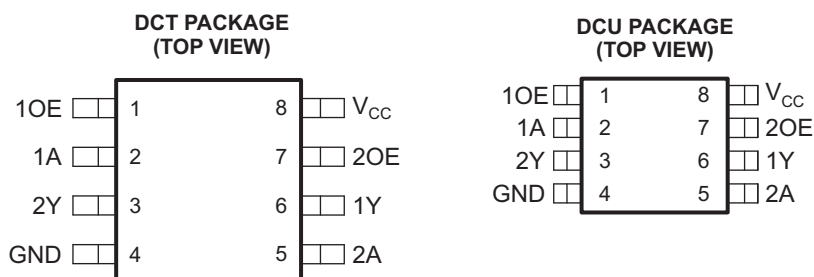 DCT PACKAGE
(TOP VIEW)
1OE 1 8 VCC
1A 2 7 2OE
2Y 3 6 1Y
GND 4 5 2A
DCU PACKAGE
(TOP VIEW)
1OE 1 8 VCC
1A 2 7 2OE
2Y 3 6 1Y
GND 4 5 2A